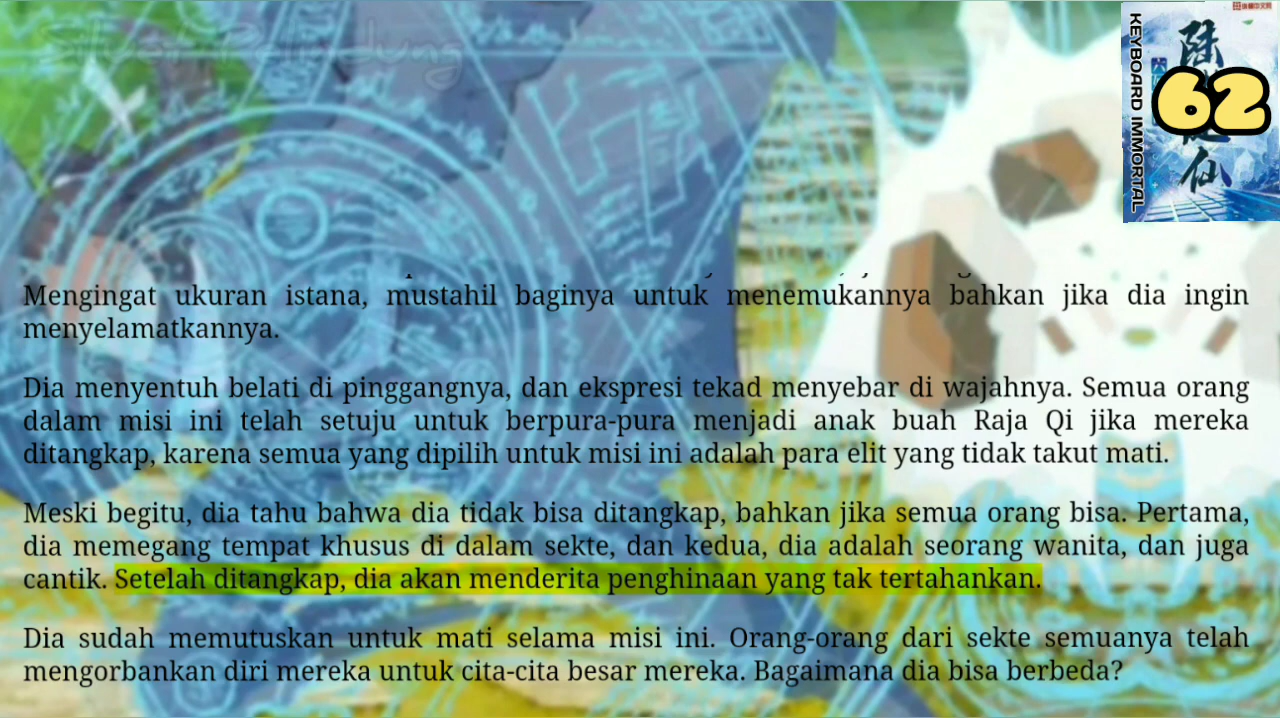 KEYBOARD IMMORTAL
62
仙
Mengingat ukuran istana, mustahil baginya untuk menemukannya bahkan jika dia ingin
menyelamatkannya.
Dia menyentuh belati di pinggangnya, dan ekspresi tekad menyebar di wajahnya. Semua orang
dalam misi ini telah setuju untuk berpura-pura menjadi anak buah Raja Qi jika mereka
ditangkap, karena semua yang dipilih untuk misi ini adalah para elit yang tidak takut mati.
Meski begitu, dia tahu bahwa dia tidak bisa ditangkap, bahkan jika semua orang bisa. Pertama,
dia memegang tempat khusus di dalam sekte, dan kedua, dia adalah seorang wanita, dan juga
cantik. Setelah ditangkap, dia akan menderita penghinaan yang tak tertahankan.
Dia sudah memutuskan untuk mati selama misi ini. Orang-orang dari sekte semuanya telah
mengorbankan diri mereka untuk cita-cita besar mereka. Bagaimana dia bisa berbeda?